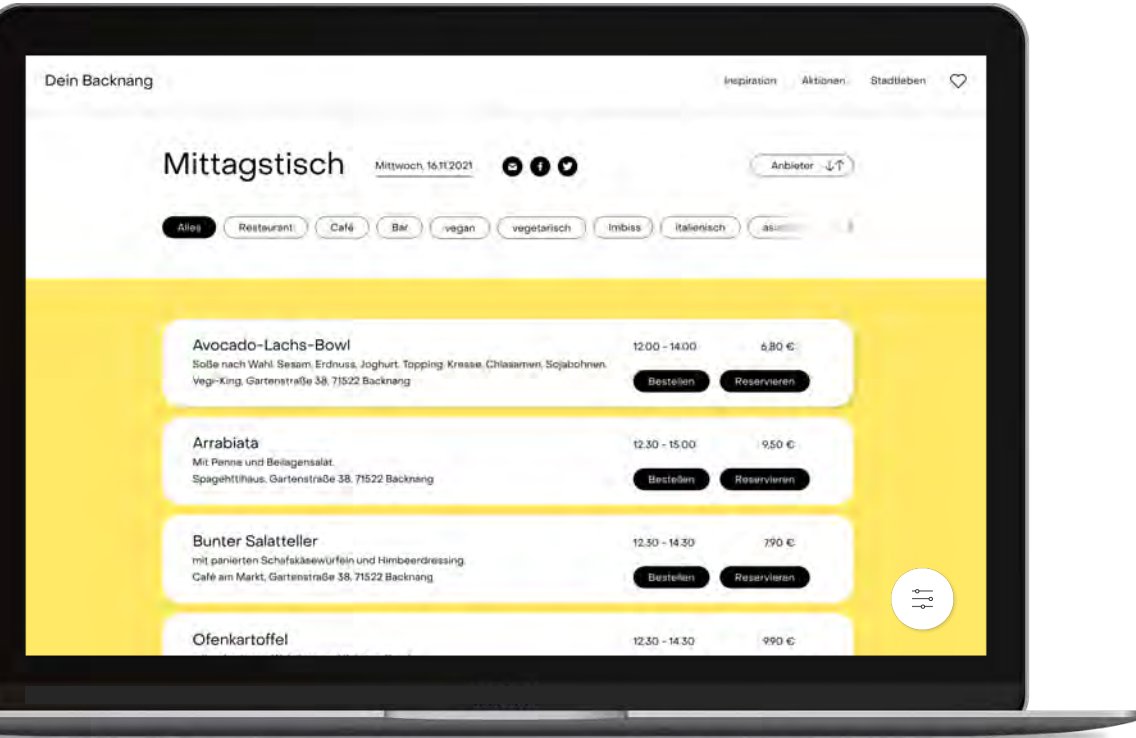 Dein Backnang
Inspiration Aktionen Stadtleben
Mittagstisch Mittwoch, 16.11.2021 Anbieter ↓↑
Alles Restaurant Café Bar vegan vegetarisch Imbiss italienisch
Avocado-Lachs-Bowl 12.00 - 14.00 6,80 €
Soße nach Wahl. Sesam, Erdnuss, Joghurt. Topping: Kresse, Chiasamen, Sojabohnen.
Vegi-King, Gartenstraße 38, 71522 Backnang Bestellen Reservieren
Arrabiata 12.30 - 15.00 9,50 €
Mit Penne und Beilagensalat.
Spagehttihaus, Gartenstraße 38, 71522 Backnang Bestellen Reservieren
Bunter Salatteller 12.30 - 14.30 7,90 €
mit panierten Schafskäsewürfeln und Himbeerdressing.
Café am Markt, Gartenstraße 38, 71522 Backnang Bestellen Reservieren
Ofenkartoffel 12.30 - 14.30 9,90 €